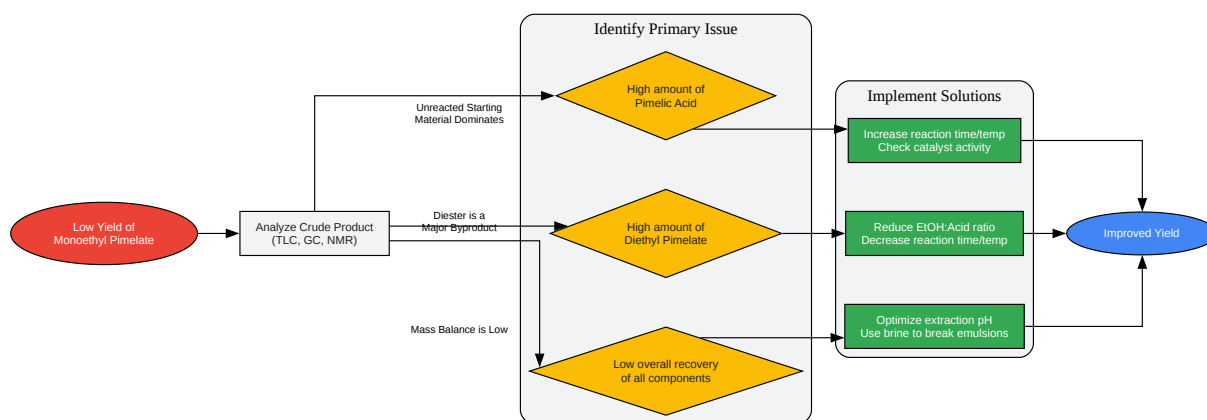 Identify Primary Issue
High amount of
Pimelic Acid
Unreacted Starting
Material Dominates
Implement Solutions
Increase reaction time/temp
Check catalyst activity
Low Yield of
Monoethyl Pimelate
Analyze Crude Product
(TLC, GC, NMR)
Diester is a
Major Byproduct
High amount of
Diethyl Pimelate
Reduce EtOH:Acid ratio
Decrease reaction time/temp
Improved Yield
Mass Balance is Low
Low overall recovery
of all components
Optimize extraction pH
Use brine to break emulsions